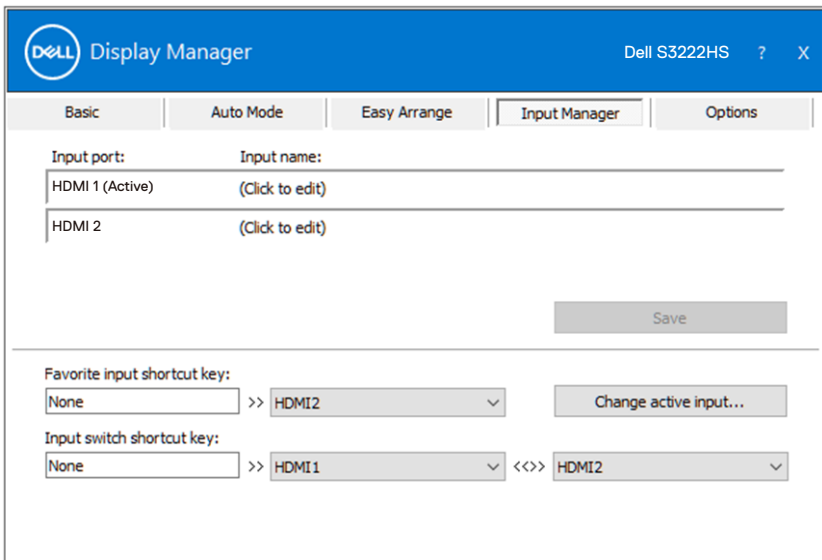 DELL Display Manager Dell S3222HS ? X
Basic Auto Mode Easy Arrange Input Manager Options
Input port: Input name:
HDMI 1 (Active) (Click to edit)
HDMI 2 (Click to edit)
Save
Favorite input shortcut key:
None >> HDMI2 Change active input...
Input switch shortcut key:
None >> HDMI1 <<>> HDMI2